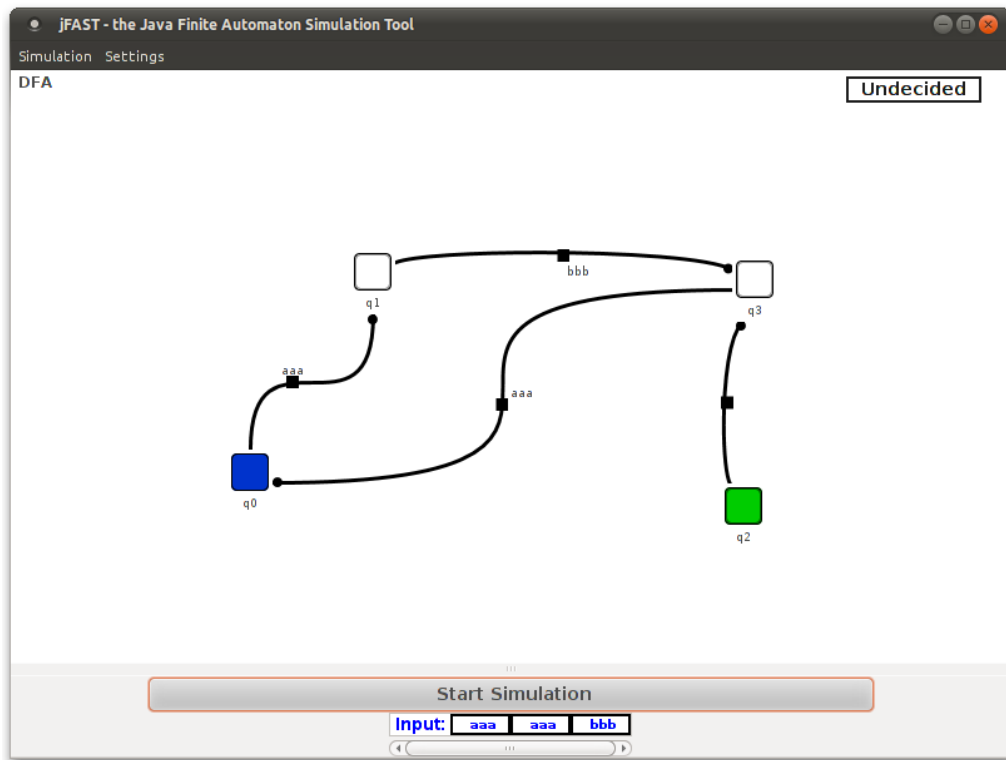 jFAST - the Java Finite Automaton Simulation Tool
Simulation Settings
DFA
Undecided
bbb
q1
q3
aaa
aaa
q0
q2
Start Simulation
Input: aaa aaa bbb